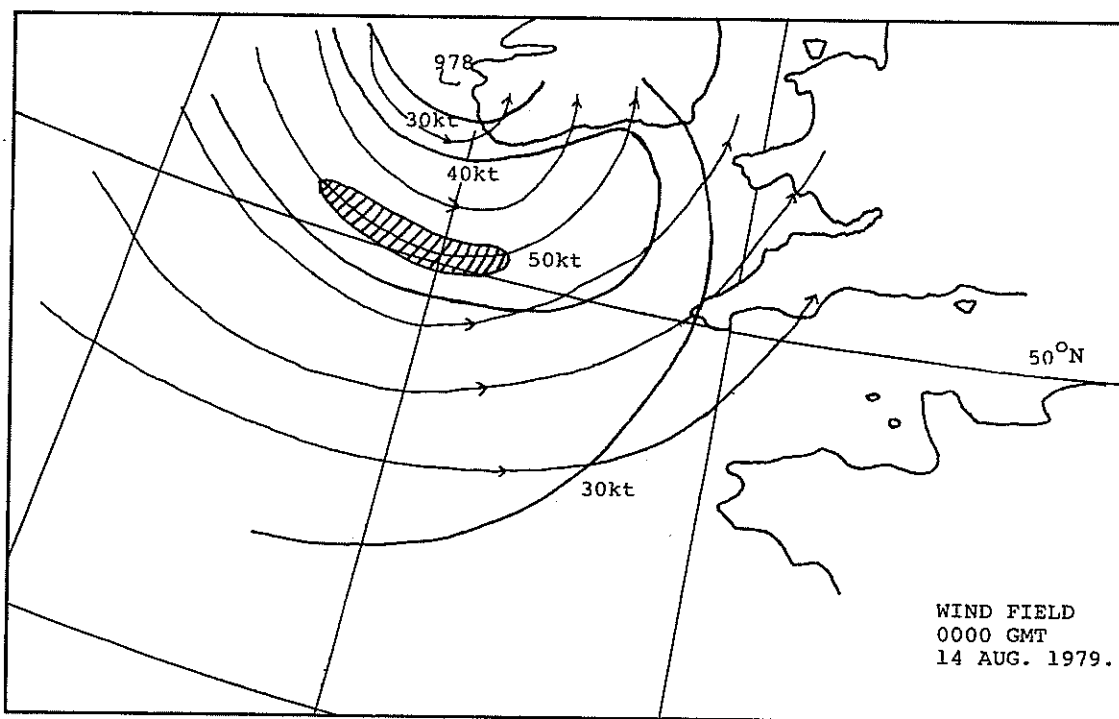 978
L
30kt
40kt
50kt
50°N
30kt
WIND FIELD
0000 GMT
14 AUG. 1979.